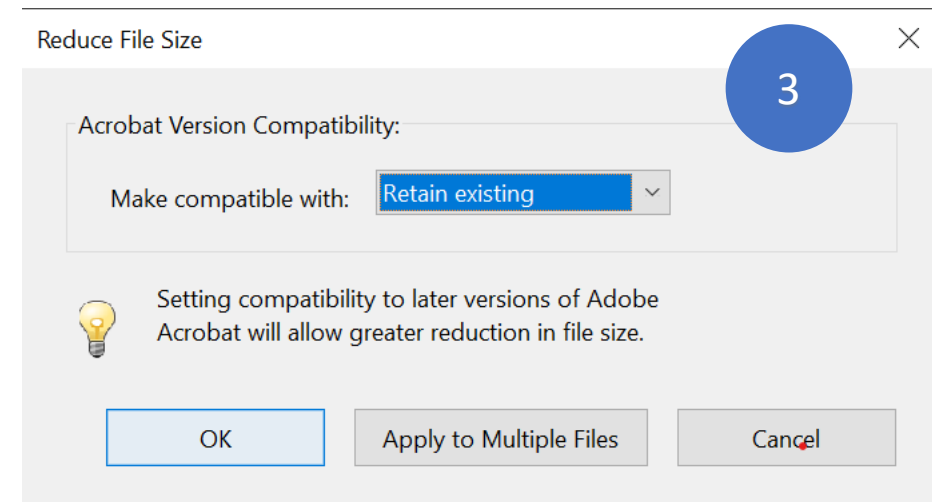 Reduce File Size
3
Acrobat Version Compatibility:
Make compatible with: Retain existing
Setting compatibility to later versions of Adobe
Acrobat will allow greater reduction in file size.
OK Apply to Multiple Files Cancel